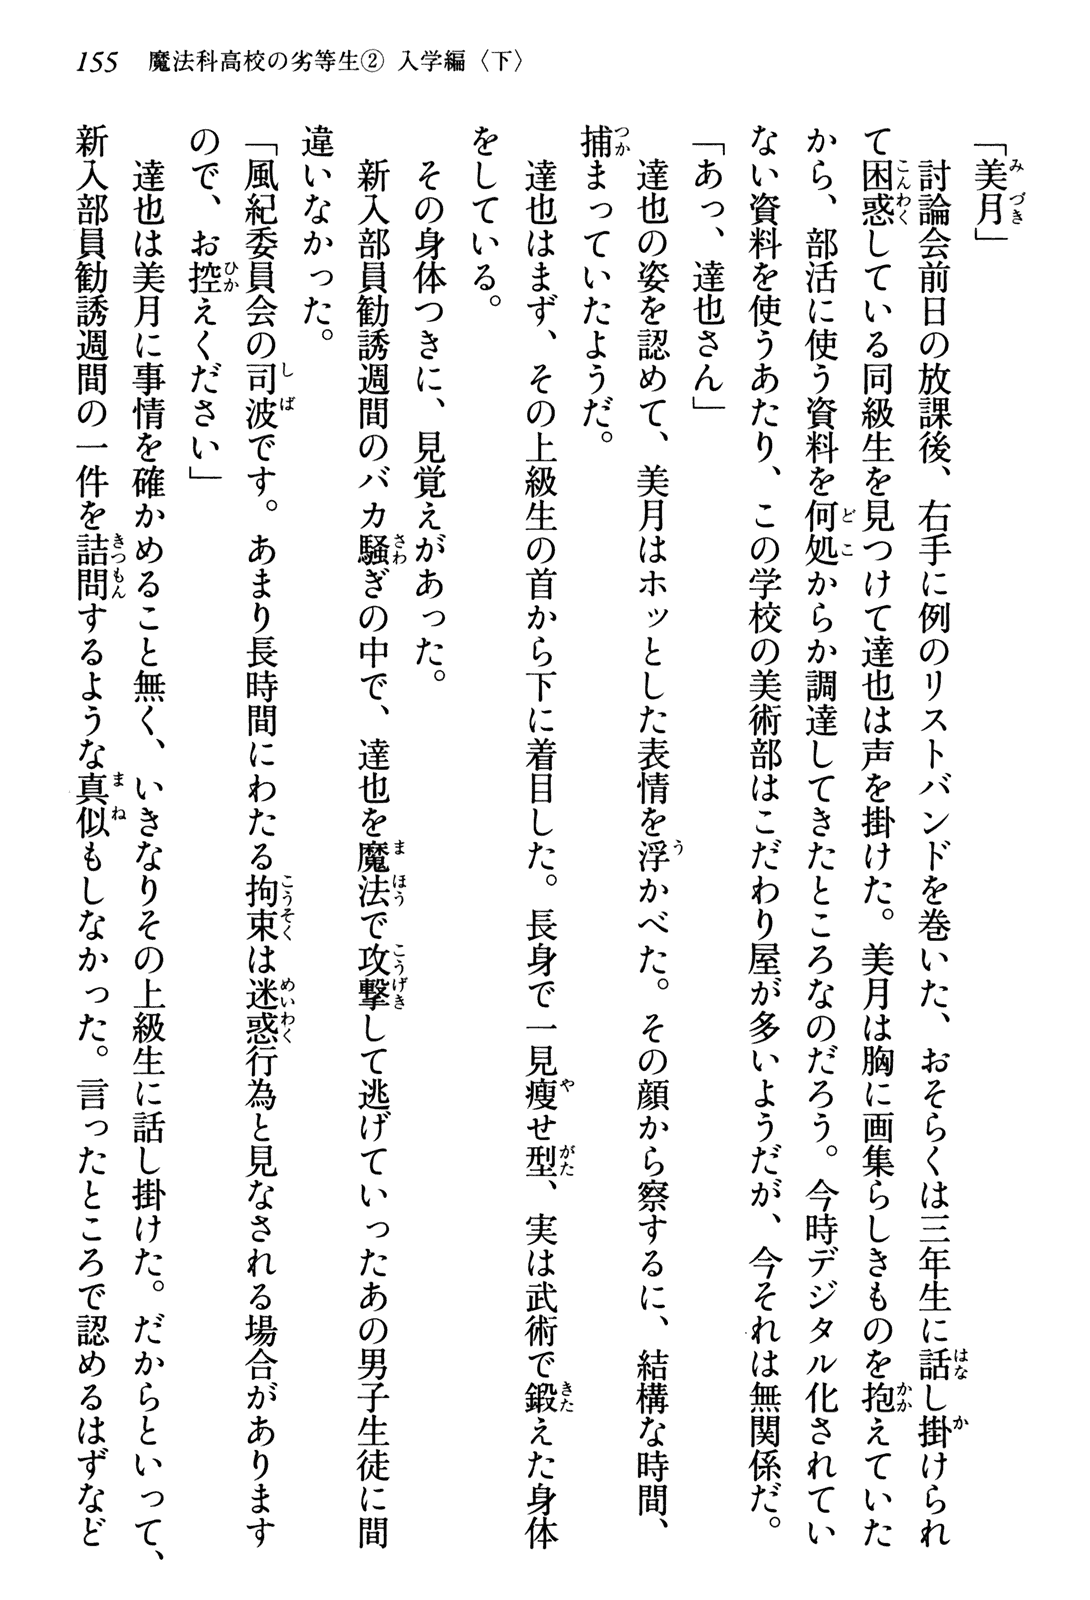 155 魔法科高校の劣等生② 入学編〈下〉
「美月」
討論会前日の放課後、右手に例のリストバンドを巻いた、おそらくは三年生に話し掛けられ
て困惑している同級生を見つけて達也は声を掛けた。美月は胸に画集らしきものを抱えていた
から、部活に使う資料を何処からか調達してきたところなのだろう。今時デジタル化されてい
ない資料を使うあたり、この学校の美術部はこだわり屋が多いようだが、今それは無関係だ。
「あっ、達也さん」
達也の姿を認めて、美月はホッとした表情を浮かべた。その顔から察するに、結構な時間、
捕まっていたようだ。
達也はまず、その上級生の首から下に着目した。長身で一見痩せ型、実は武術で鍛えた身体
をしている。
その身体つきに、見覚えがあった。
新入部員勧誘週間のバカ騒ぎの中で、達也を魔法で攻撃して逃げていったあの男子生徒に間
違いなかった。
「風紀委員会の司波です。あまり長時間にわたる拘束は迷惑行為と見なされる場合があります
ので、お控えください」
達也は美月に事情を確かめること無く、いきなりその上級生に話し掛けた。だからといって、
新入部員勧誘週間の一件を詰問するような真似もしなかった。言ったところで認めるはずなど